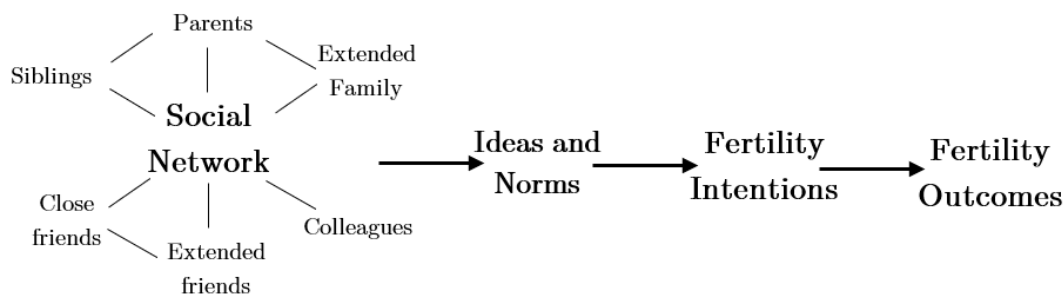 Parents
Siblings
Extended
Family
Social
Network
Close
friends
Extended
friends
Colleagues
Ideas and
Norms
Fertility
Intentions
Fertility
Outcomes